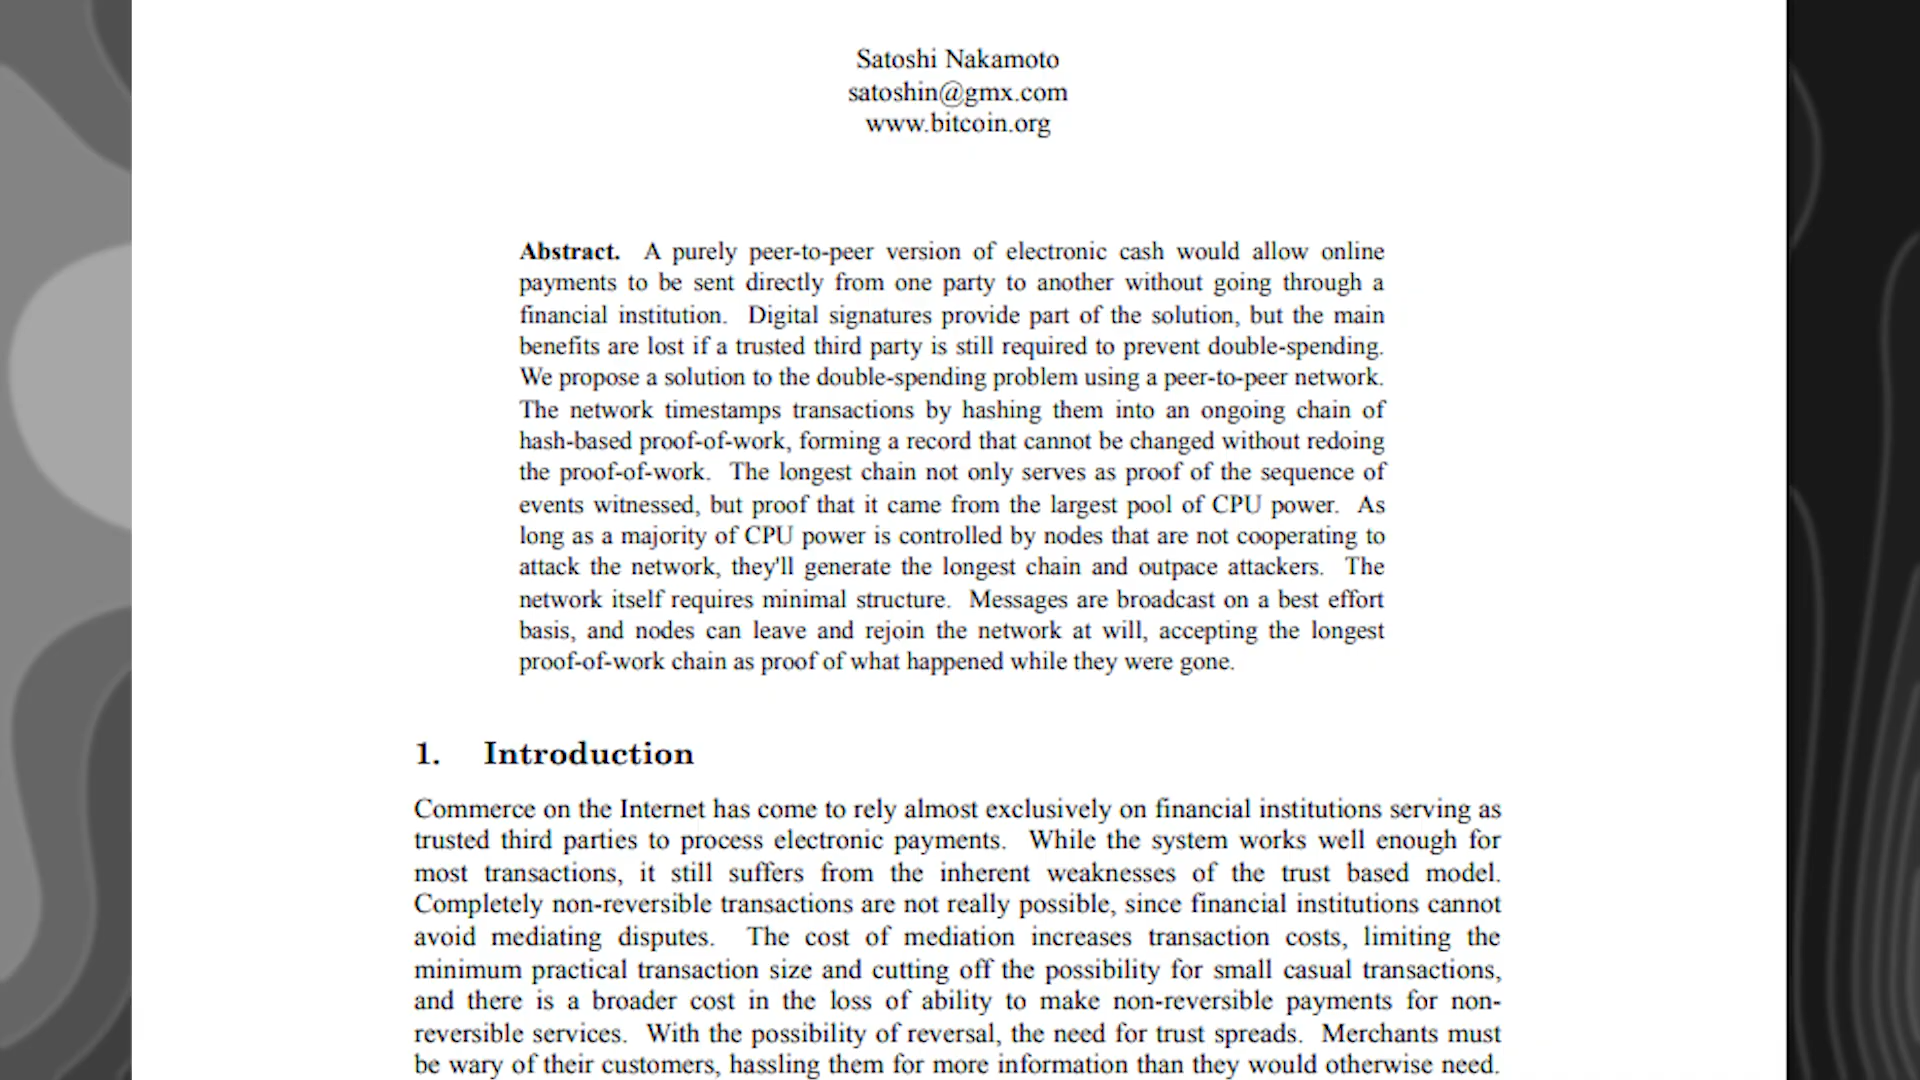 Satoshi Nakamoto
satoshin@gmx.com
www.bitcoin.org
Abstract. A purely peer-to-peer version of electronic cash would allow online
payments to be sent directly from one party to another without going through a
financial institution. Digital signatures provide part of the solution, but the main
benefits are lost if a trusted third party is still required to prevent double-spending.
We propose a solution to the double-spending problem using a peer-to-peer network.
The network timestamps transactions by hashing them into an ongoing chain of
hash-based proof-of-work, forming a record that cannot be changed without redoing
the proof-of-work. The longest chain not only serves as proof of the sequence of
events witnessed, but proof that it came from the largest pool of CPU power. As
long as a majority of CPU power is controlled by nodes that are not cooperating to
attack the network, they'll generate the longest chain and outpace attackers. The
network itself requires minimal structure. Messages are broadcast on a best effort
basis, and nodes can leave and rejoin the network at will, accepting the longest
proof-of-work chain as proof of what happened while they were gone.
1. Introduction
Commerce on the Internet has come to rely almost exclusively on financial institutions serving as
trusted third parties to process electronic payments. While the system works well enough for
most transactions, it still suffers from the inherent weaknesses of the trust based model.
Completely non-reversible transactions are not really possible, since financial institutions cannot
avoid mediating disputes. The cost of mediation increases transaction costs, limiting the
minimum practical transaction size and cutting off the possibility for small casual transactions,
and there is a broader cost in the loss of ability to make non-reversible payments for non-
reversible services. With the possibility of reversal, the need for trust spreads. Merchants must
be wary of their customers, hassling them for more information than they would otherwise need.